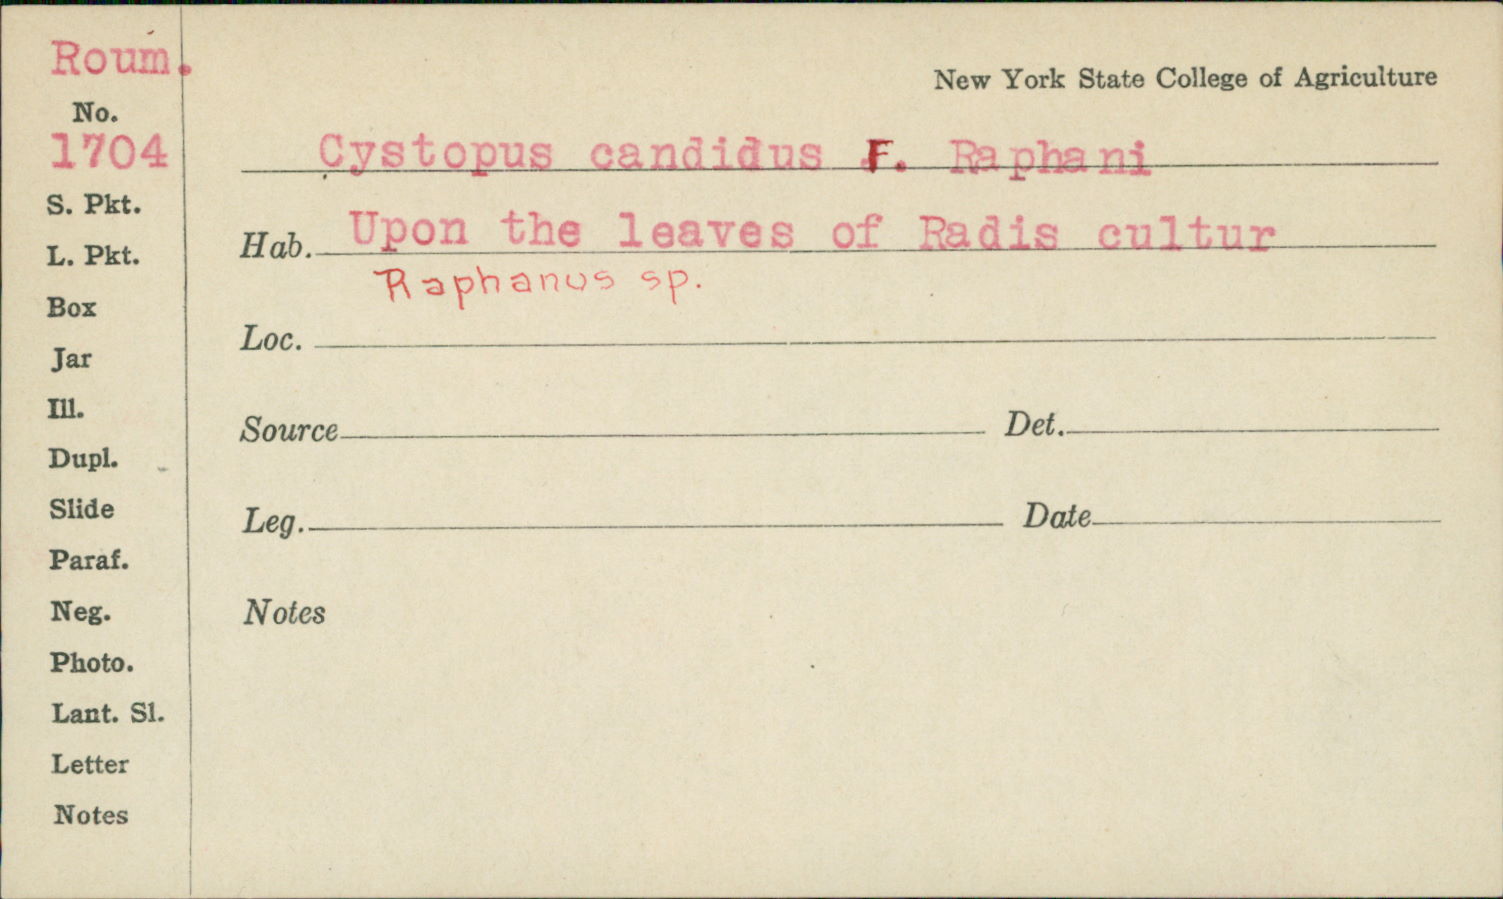 Roum.
New York State College of Agriculture
No.
1704
Cystopus candidus F. Raphani
S. Pkt.
Hab. Upon the leaves of Radis cultur
L. Pkt.
Raphanus sp.
Box
Loc.
Jar
Ill.
Source Det.
Dupl.
Slide
Leg. Date
Paraf.
Neg.
Notes
Photo.
Lant. Sl.
Letter
Notes